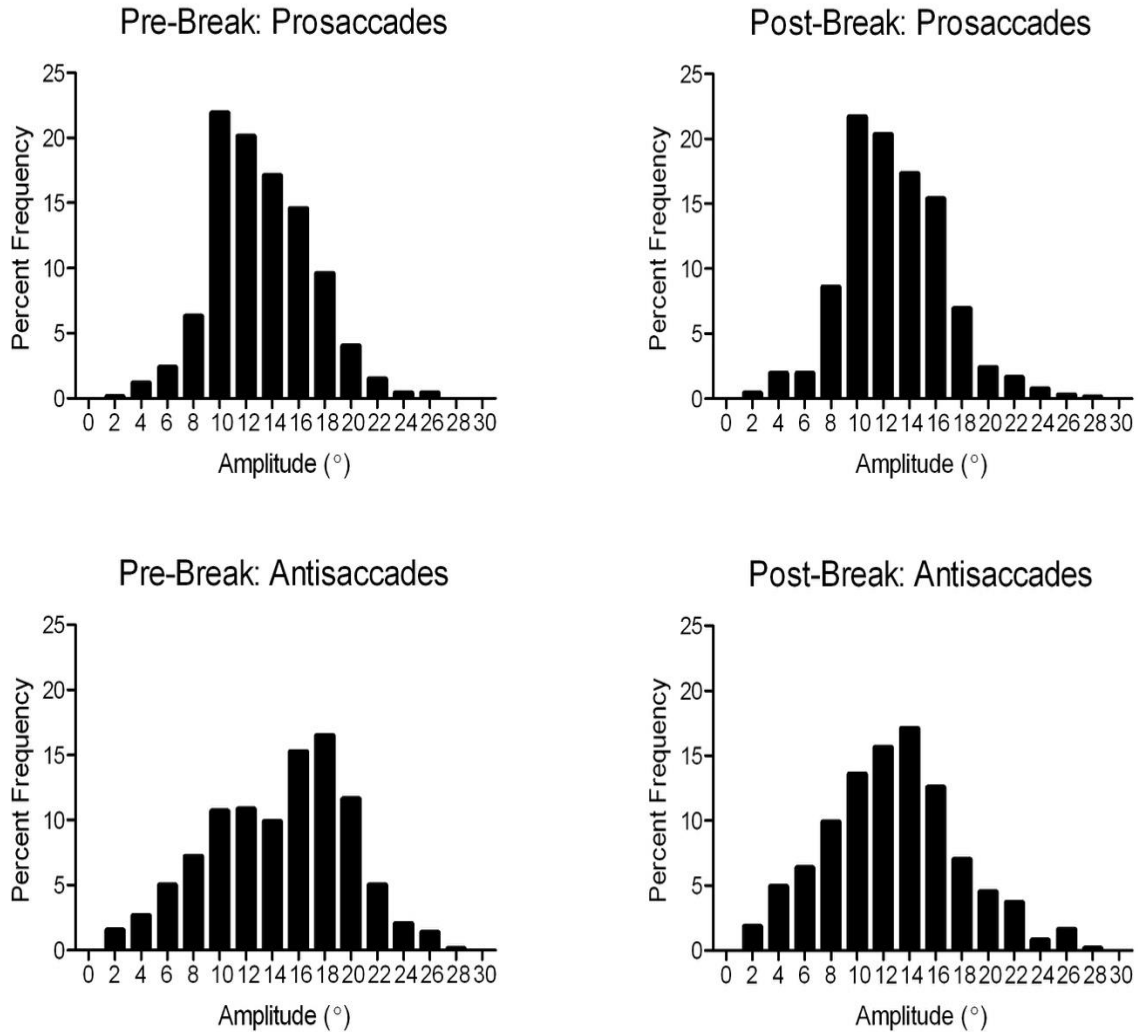 Pre-Break: Prosaccades
25
20
15
10
5
0
Percent Frequency
0 2 4 6 8 10 12 14 16 18 20 22 24 26 28 30
Amplitude (°)
Post-Break: Prosaccades
25
20
15
10
5
0
Percent Frequency
0 2 4 6 8 10 12 14 16 18 20 22 24 26 28 30
Amplitude (°)
Pre-Break: Antisaccades
25
20
15
10
5
0
Percent Frequency
0 2 4 6 8 10 12 14 16 18 20 22 24 26 28 30
Amplitude (°)
Post-Break: Antisaccades
25
20
15
10
5
0
Percent Frequency
0 2 4 6 8 10 12 14 16 18 20 22 24 26 28 30
Amplitude (°)